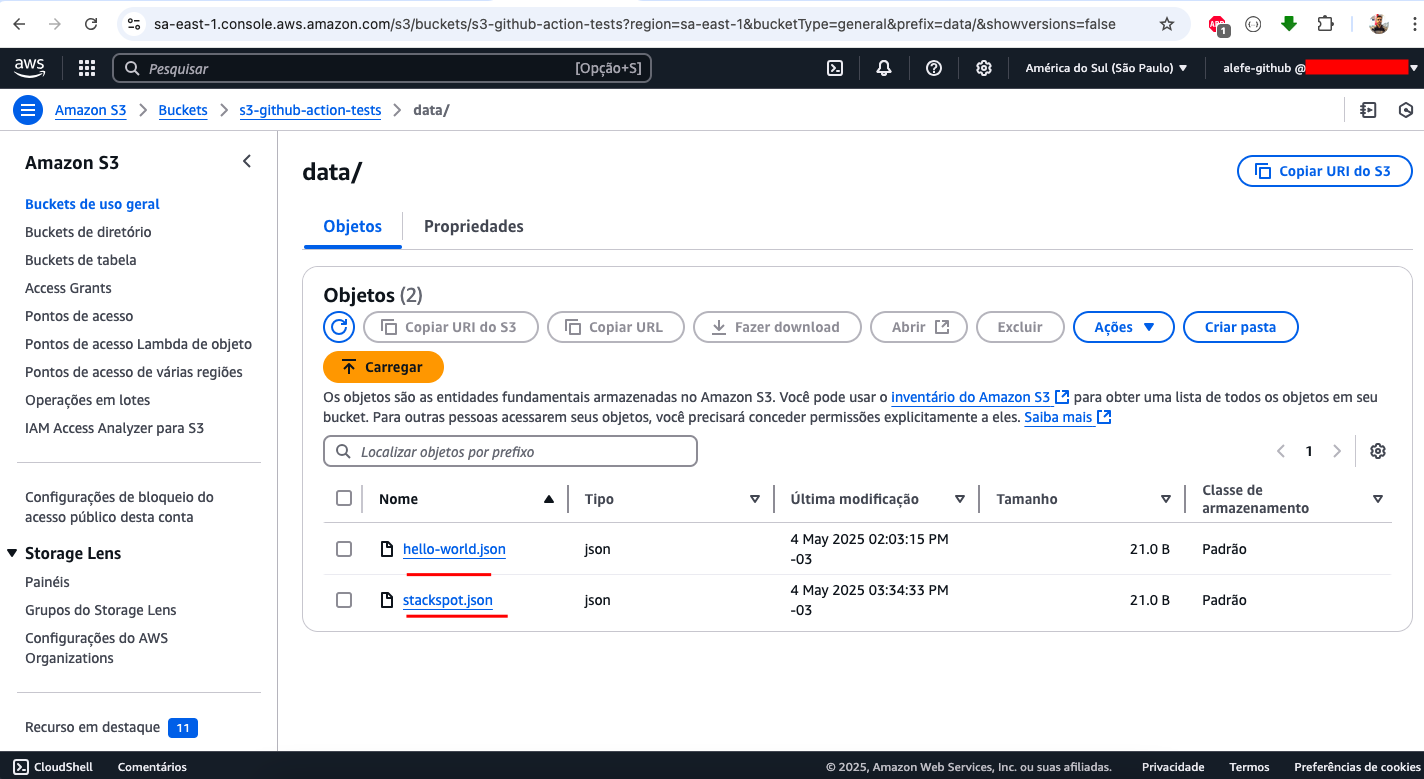 sa-east-1.console.aws.amazon.com/s3/buckets/s3-github-action-tests?region=sa-east-1&bucketType=general&prefix=data/&showversions=false
1
aws
Pesquisar
[Opção+S]
América do Sul (São Paulo)
alefe-github @
Amazon S3
Buckets
s3-github-action-tests
data/
Amazon S3
Buckets de uso geral
Buckets de diretório
Buckets de tabela
Access Grants
Pontos de acesso
Pontos de acesso Lambda de objeto
Pontos de acesso de várias regiões
Operações em lotes
IAM Access Analyzer para S3
Configurações de bloqueio do
acesso público desta conta
Storage Lens
Painéis
Grupos do Storage Lens
Configurações do AWS
Organizations
Recurso em destaque 11
data/
Copiar URI do S3
Objetos
Propriedades
Objetos (2)
Copiar URI do S3
Copiar URL
Fazer download
Abrir
Excluir
Ações
Criar pasta
Carregar
Os objetos são as entidades fundamentais armazenadas no Amazon S3. Você pode usar o inventário do Amazon S3 para obter uma lista de todos os objetos em seu
bucket. Para outras pessoas acessarem seus objetos, você precisará conceder permissões explicitamente a eles. Saiba mais
Localizar objetos por prefixo
1
Nome
Tipo
Última modificação
Tamanho
Classe de
armazenamento
hello-world.json
json
4 May 2025 02:03:15 PM
-03
21.0 B
Padrão
stackspot.json
json
4 May 2025 03:34:33 PM
-03
21.0 B
Padrão
CloudShell
Comentários
© 2025, Amazon Web Services, Inc. ou suas afiliadas.
Privacidade
Termos
Preferências de cookies